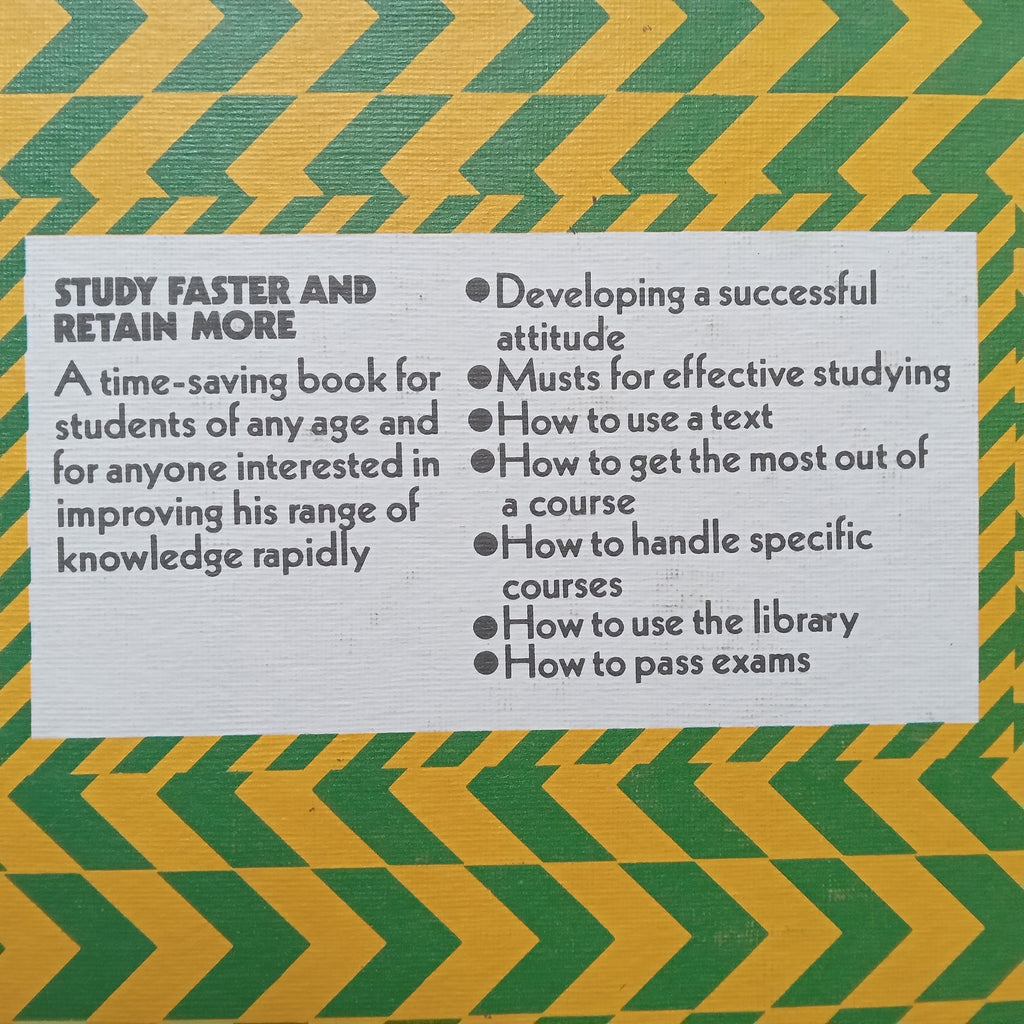 STUDY FASTER AND
RETAIN MORE
A time-saving book for
students of any age and
for anyone interested in
improving his range of
knowledge rapidly
●Developing a successful
attitude
●Musts for effective studying
●How to use a text
●How to get the most out of
a course
●How to handle specific
courses
●How to use the library
●How to pass exams